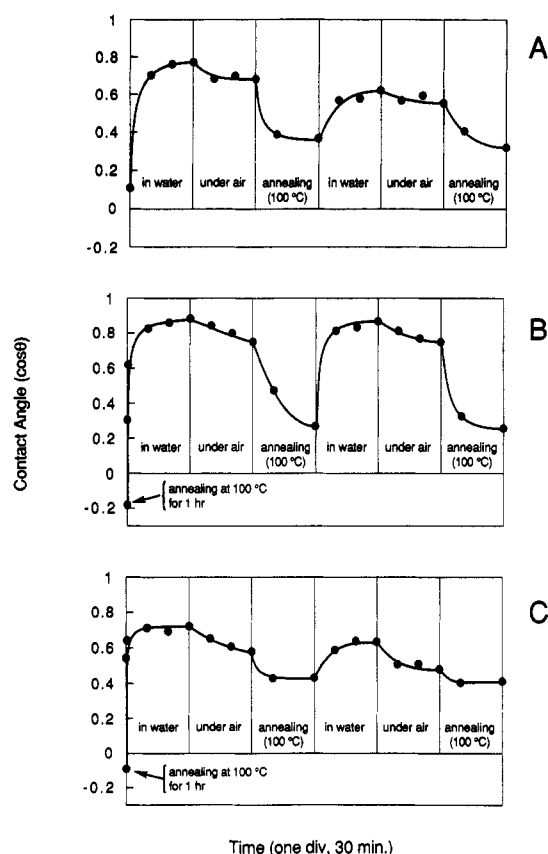 A
1
0.8
0.6
0.4
0.2
0
-0.2
in water
under air
annealing
(100 °C)
in water
under air
annealing
(100 °C)
B
1
0.8
0.6
0.4
0.2
0
-0.2
in water
under air
annealing
(100 °C)
in water
under air
annealing
(100 °C)
annealing at 100 °C
for 1 hr
Contact Angle (cosθ)
C
1
0.8
0.6
0.4
0.2
0
-0.2
in water
under air
annealing
(100 °C)
in water
under air
annealing
(100 °C)
annealing at 100 °C
for 1 hr
Time (one div, 30 min.)